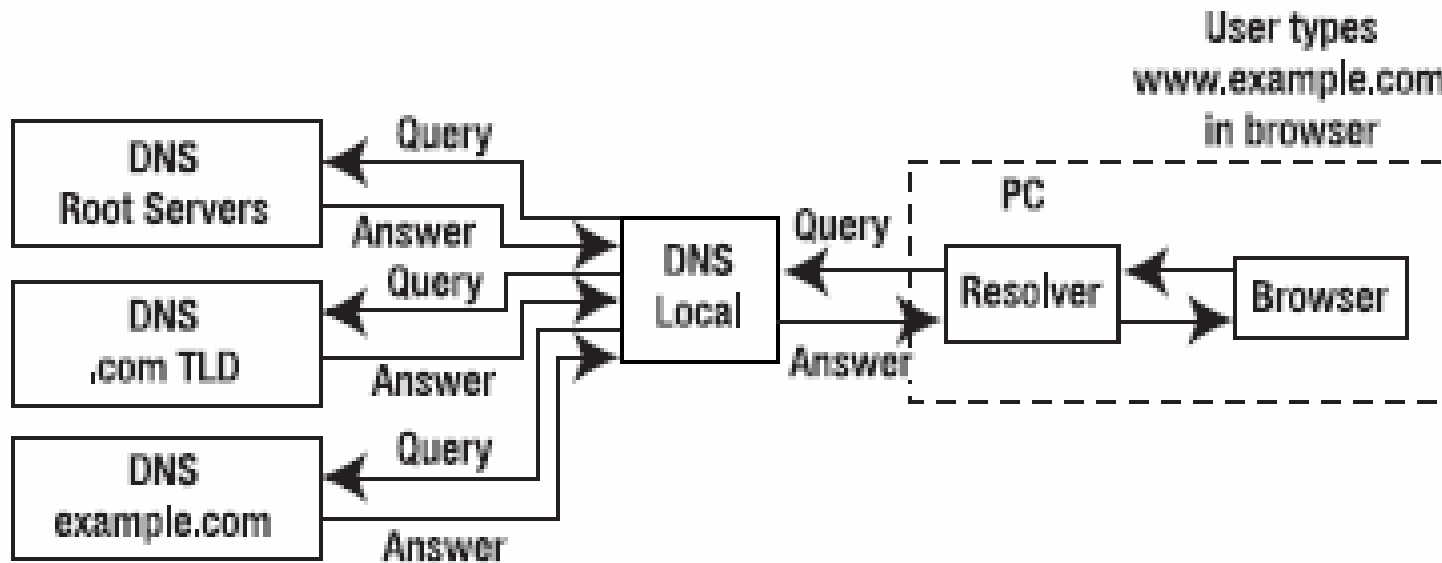 User types
www.example.com
in browser
DNS
Root Servers
Query
Answer
DNS
.com TLD
Query
Answer
DNS
example.com
Query
Answer
DNS
Local
Query
Answer
PC
Resolver
Browser